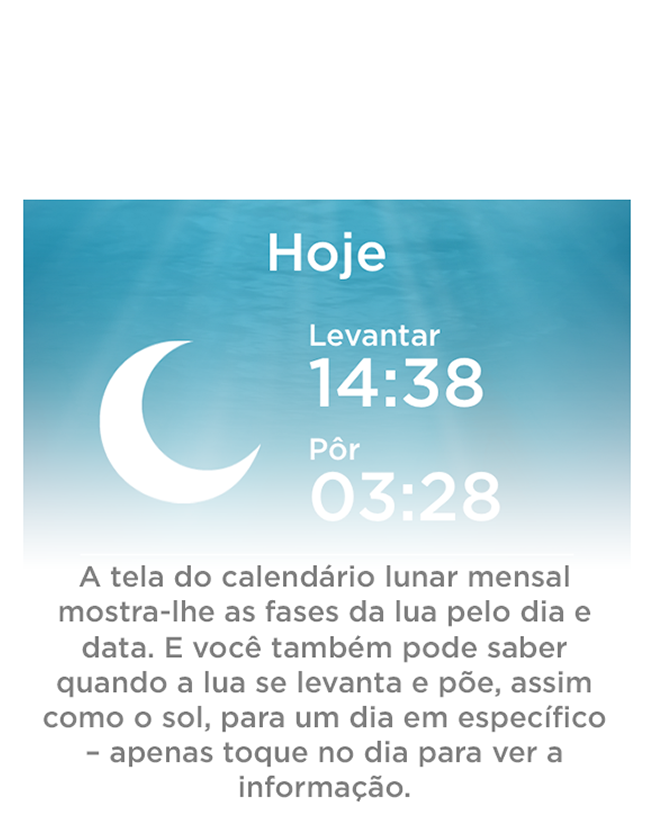 Hoje
Levantar
14:38
Pôr
03:28
A tela do calendário lunar mensal
mostra-lhe as fases da lua pelo dia e
data. E você também pode saber
quando a lua se levanta e põe, assim
como o sol, para um dia em específico
– apenas toque no dia para ver a
informação.